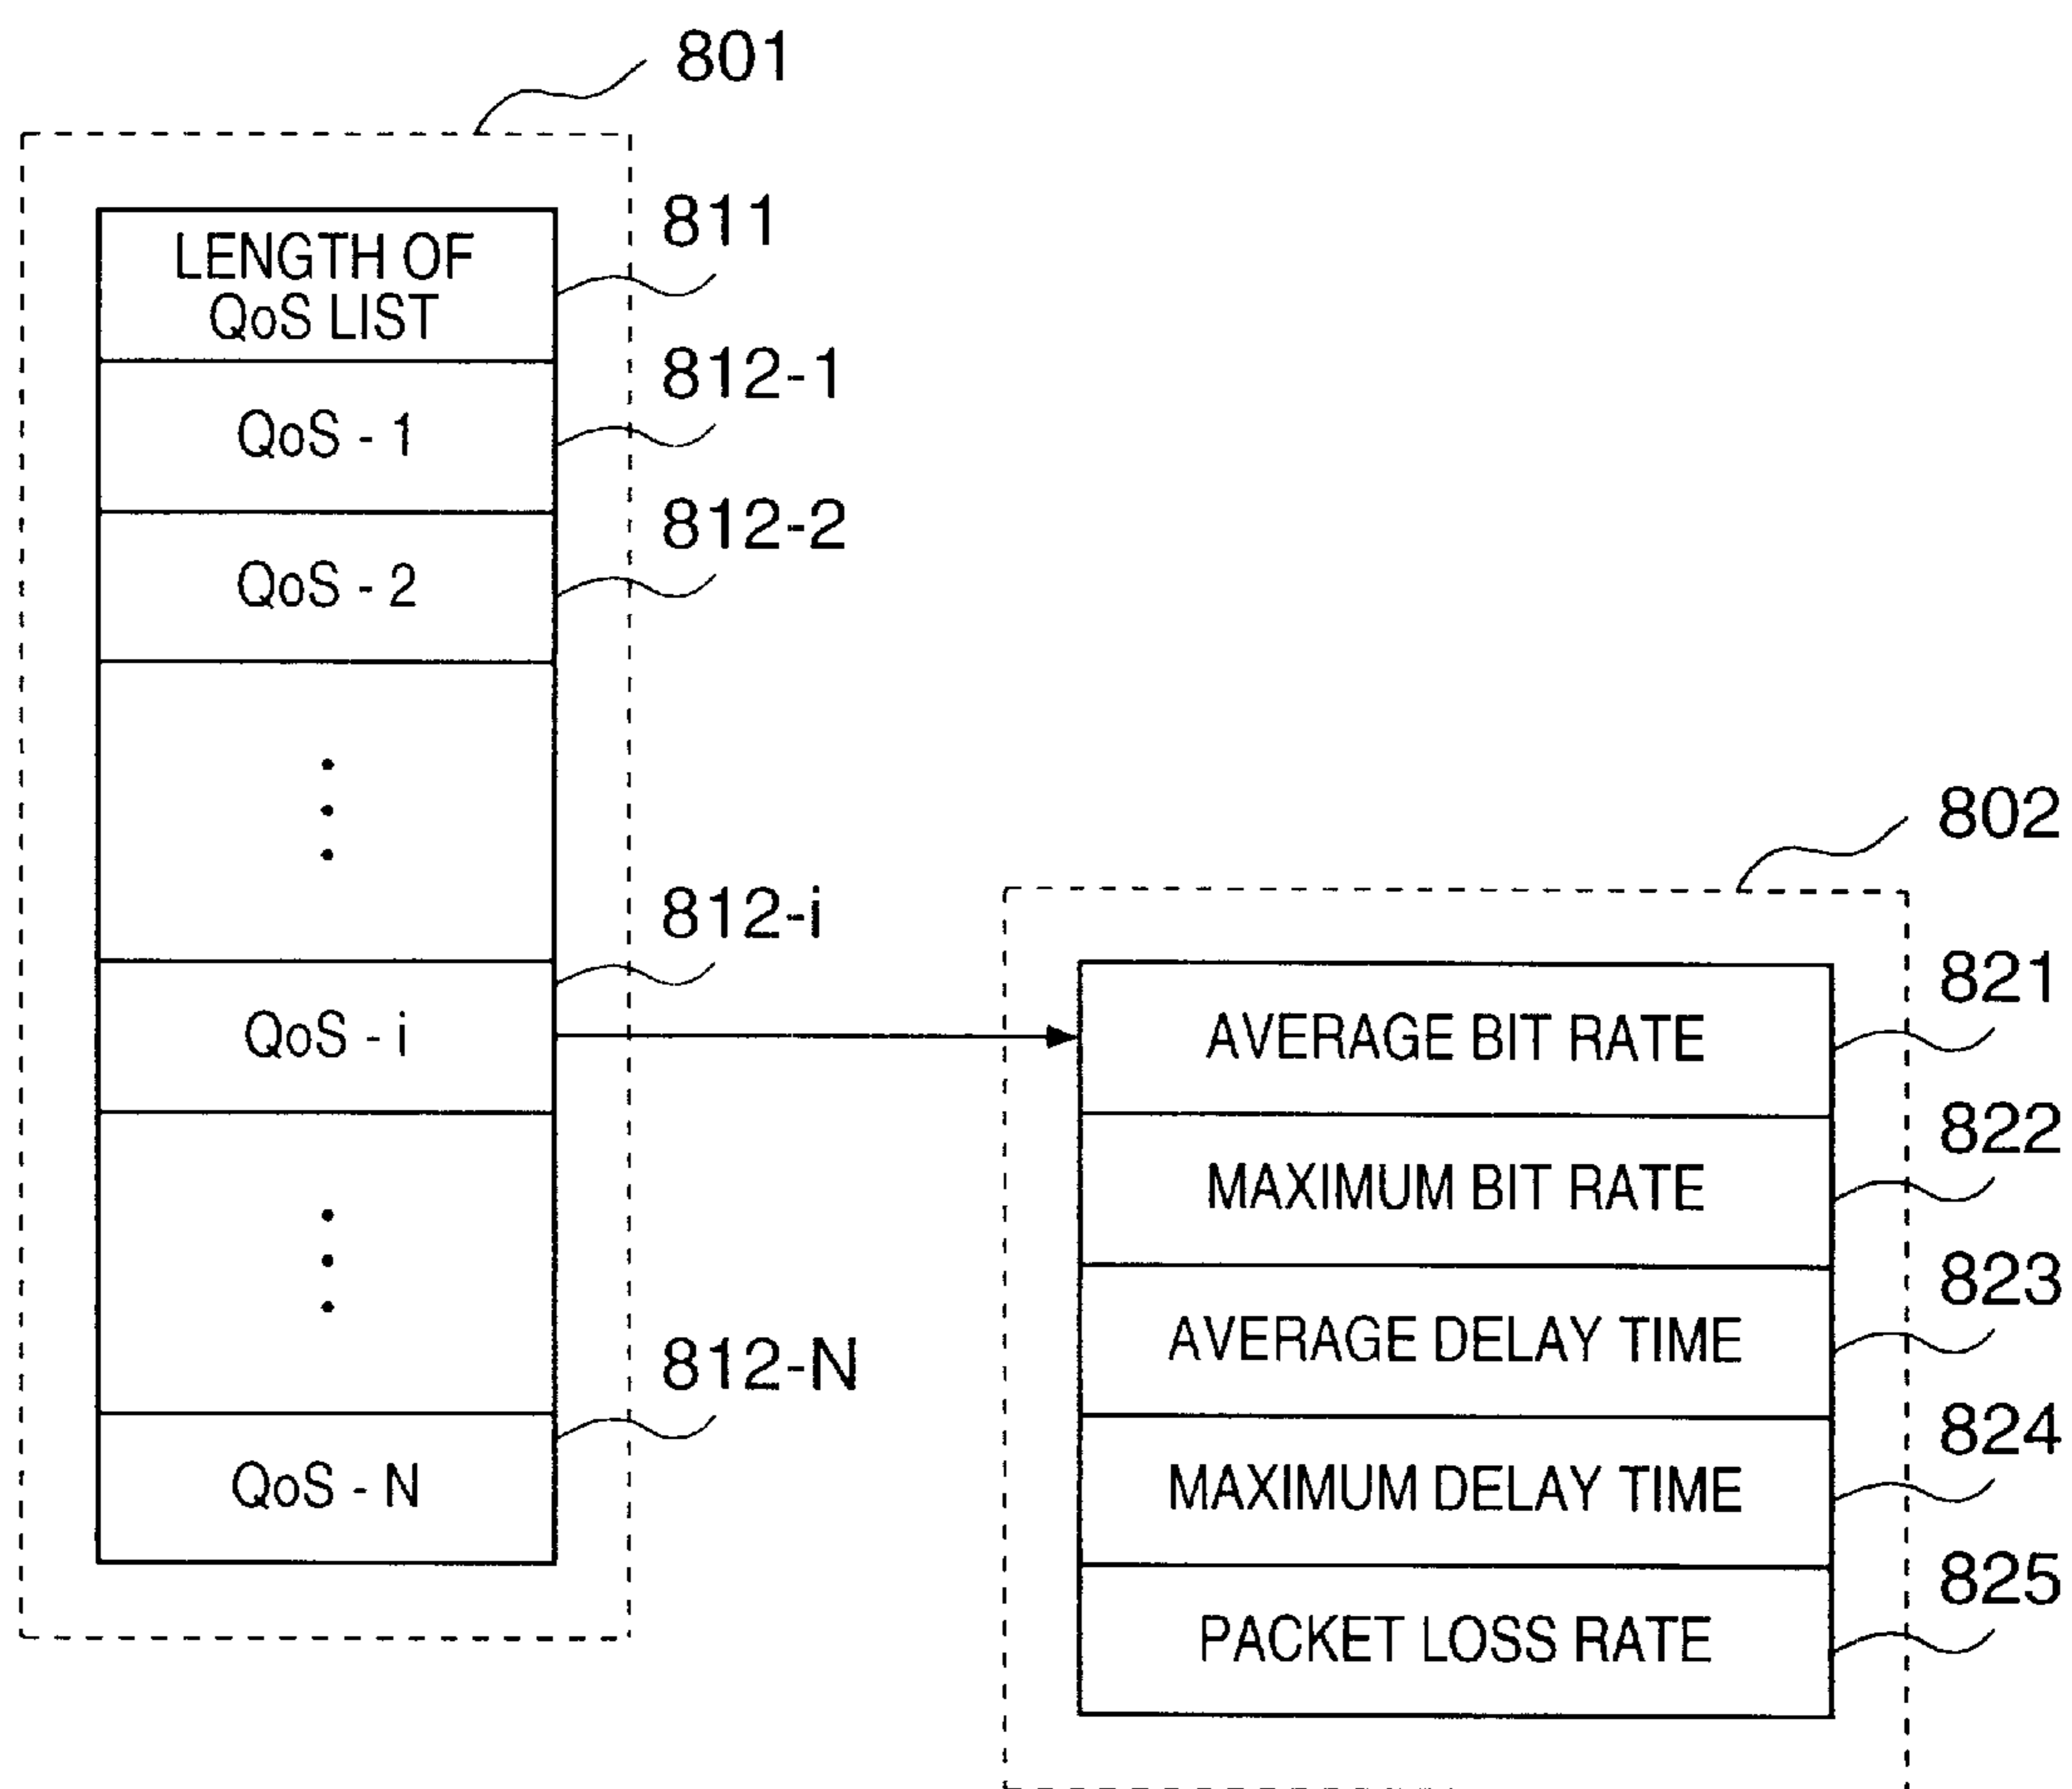 801
811
LENGTH OF
QoS LIST
812-1
QoS - 1
812-2
QoS - 2
812-i
QoS - i
812-N
QoS - N
802
821
AVERAGE BIT RATE
822
MAXIMUM BIT RATE
823
AVERAGE DELAY TIME
824
MAXIMUM DELAY TIME
825
PACKET LOSS RATE